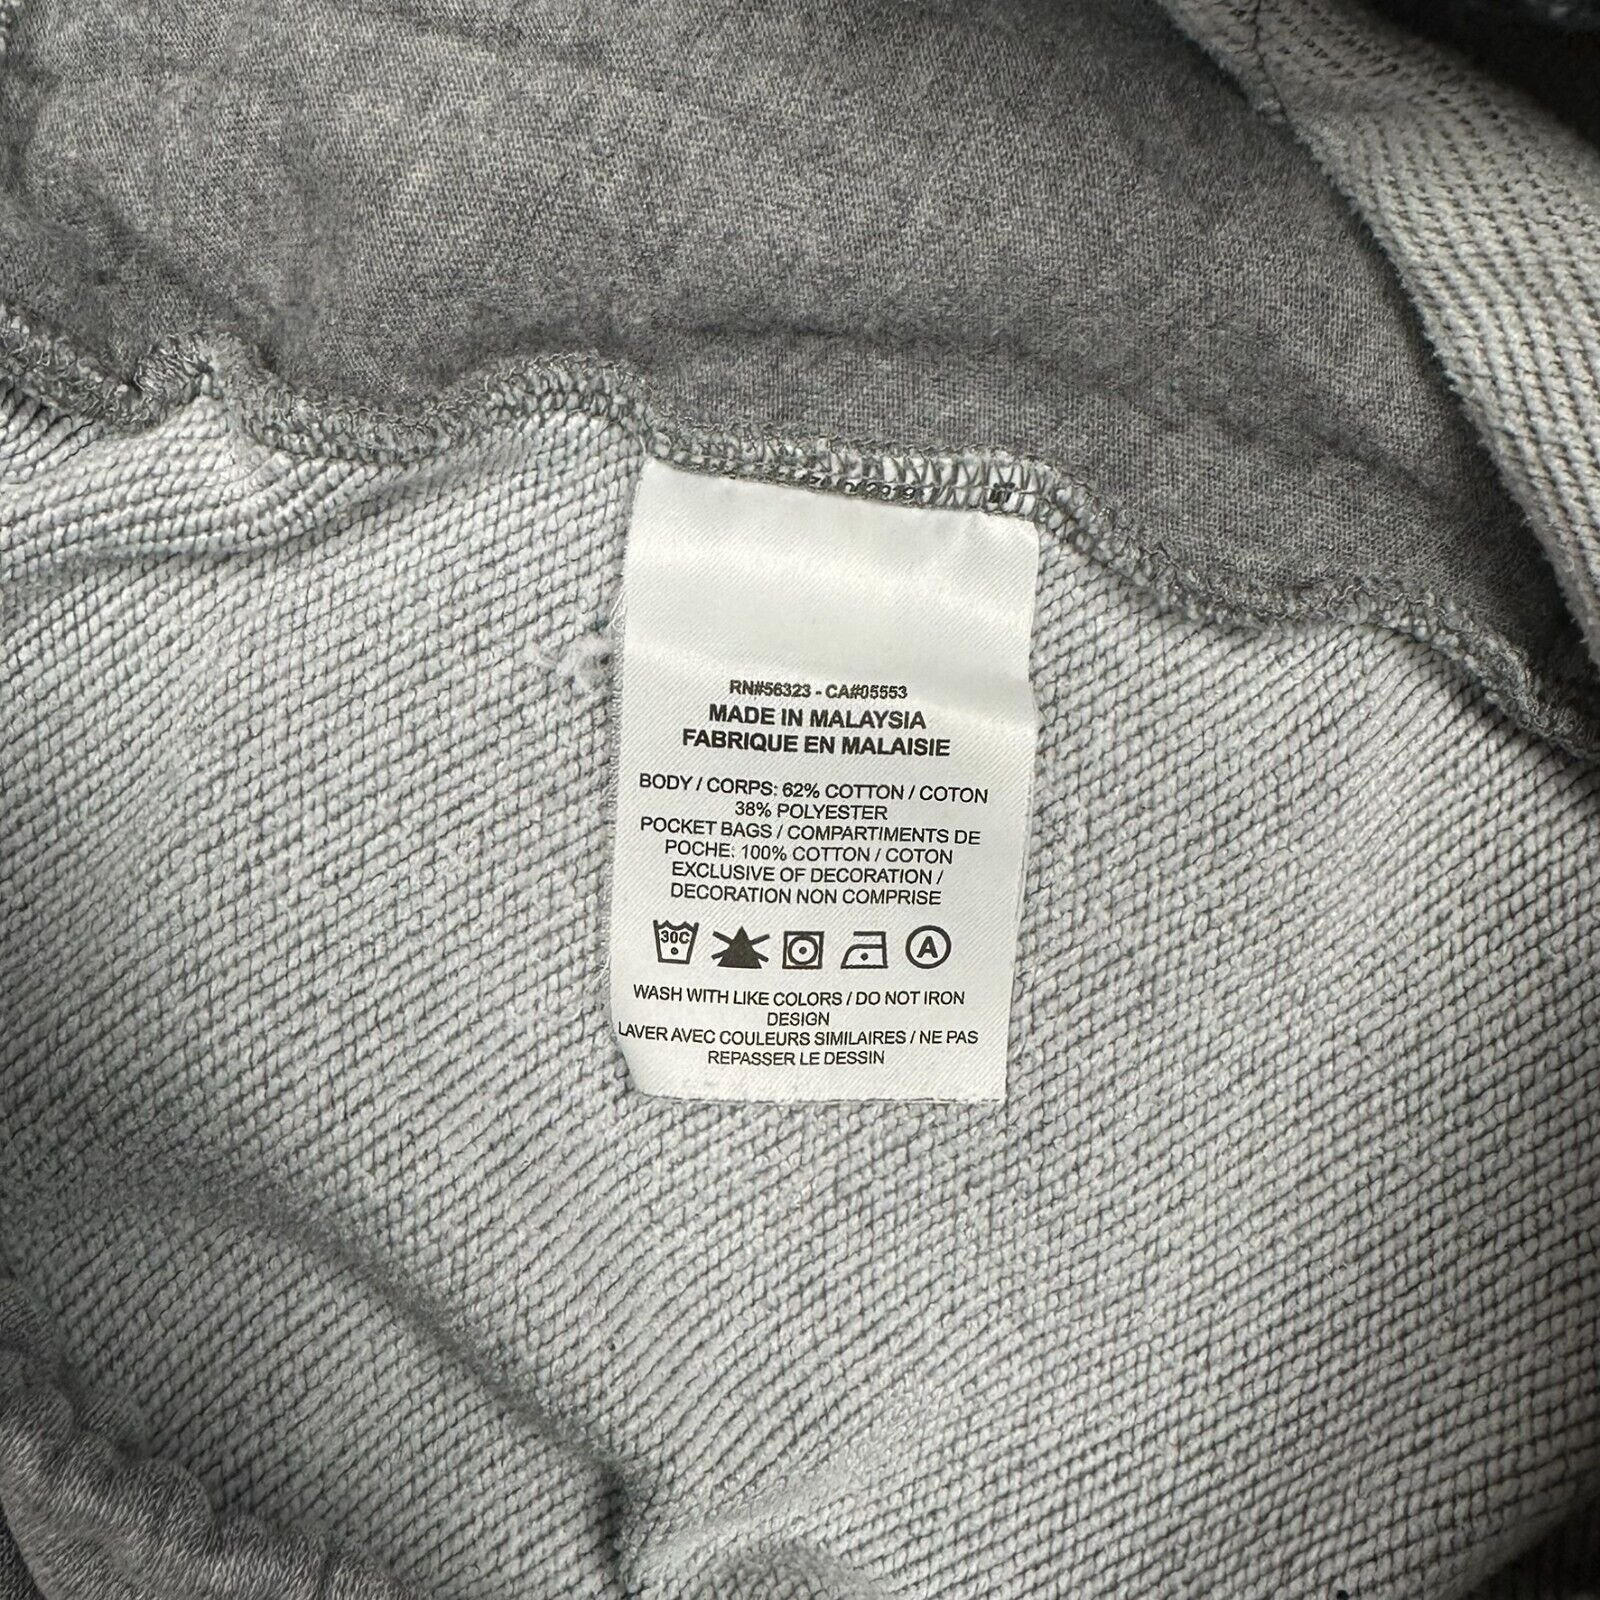 RN#56323 - CA#05553
MADE IN MALAYSIA
FABRIQUE EN MALAISIE
BODY / CORPS: 62% COTTON / COTON
38% POLYESTER
POCKET BAGS / COMPARTIMENTS DE
POCHE: 100% COTTON / COTON
EXCLUSIVE OF DECORATION /
DECORATION NON COMPRISE
30C
A
WASH WITH LIKE COLORS / DO NOT IRON
DESIGN
LAVER AVEC COULEURS SIMILAIRES / NE PAS
REPASSER LE DESSIN